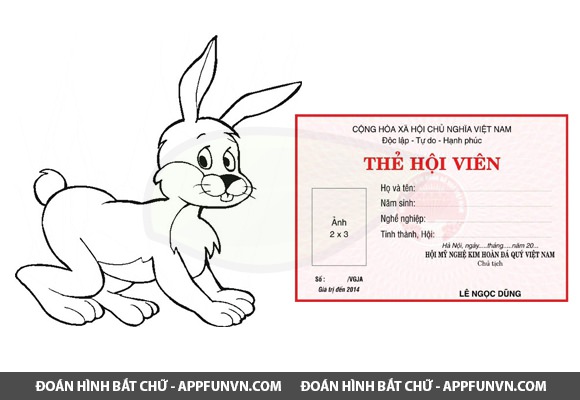 CỘNG HÒA XÃ HỘI CHỦ NGHĨA VIỆT NAM
Độc lập - Tự do - Hạnh phúc
THẺ HỘI VIÊN
Họ và tên:
Năm sinh:
Nghề nghiệp:
Tỉnh thành, Hội:
Ảnh
2 x 3
Hà Nội, ngày....tháng....năm 20...
HỘI MỸ NGHỆ KIM HOÀN ĐÁ QUÝ VIỆT NAM
Chủ tịch
Số : /VGJA
Giá trị đến 2014
LÊ NGỌC DŨNG
ĐOÁN HÌNH BẮT CHỮ - APPFUNVN.COM ĐOÁN HÌNH BẮT CHỮ - APPFUNVN.COM